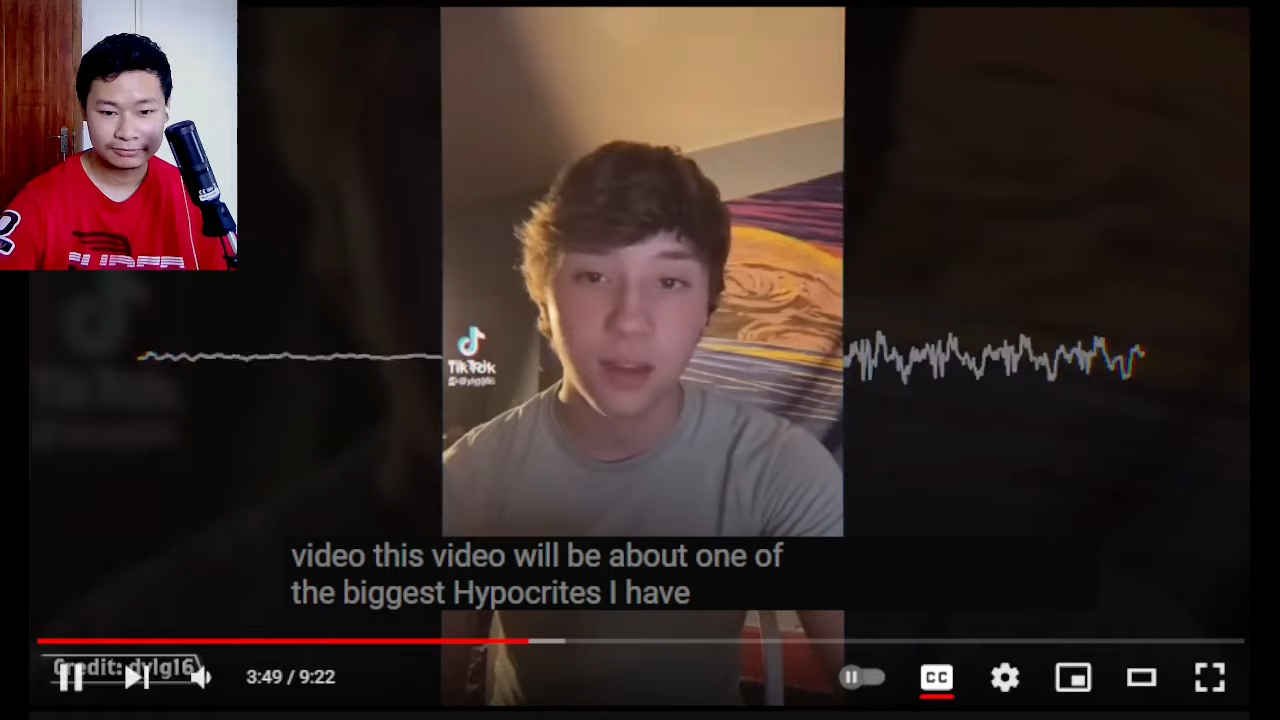 TikTok
video this video will be about one of
the biggest Hypocrites I have
Credit: dylg16
3:49 / 9:22
CC